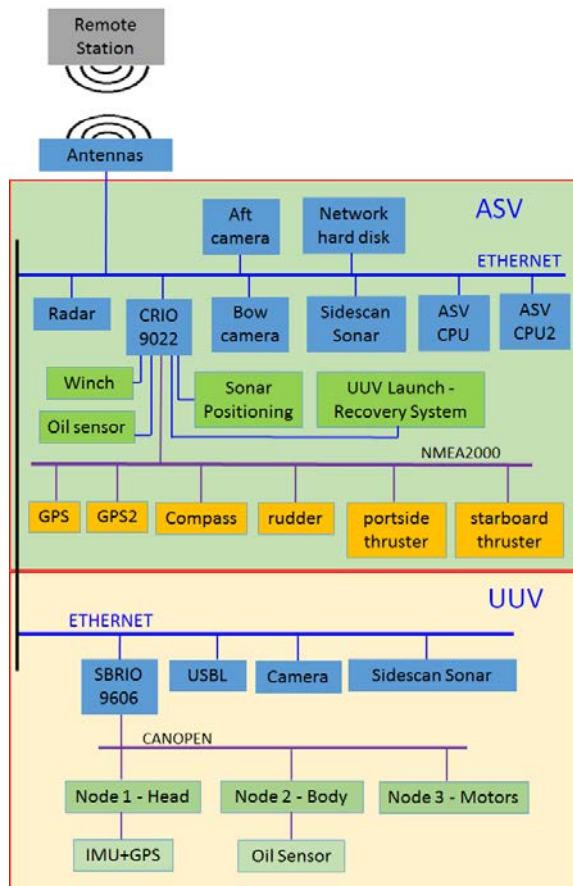 Remote
Station
Antennas
ASV
Aft
camera
Network
hard disk
ETHERNET
Radar
CRIO
9022
Bow
camera
Sidescan
Sonar
ASV
CPU
ASV
CPU2
Winch
Sonar
Positioning
UUV Launch -
Recovery System
Oil sensor
NMEA2000
GPS
GPS2
Compass
rudder
portside
thruster
starboard
thruster
UUV
ETHERNET
SBRIO
9606
USBL
Camera
Sidescan Sonar
CANOPEN
Node 1 - Head
Node 2 - Body
Node 3 - Motors
IMU+GPS
Oil Sensor